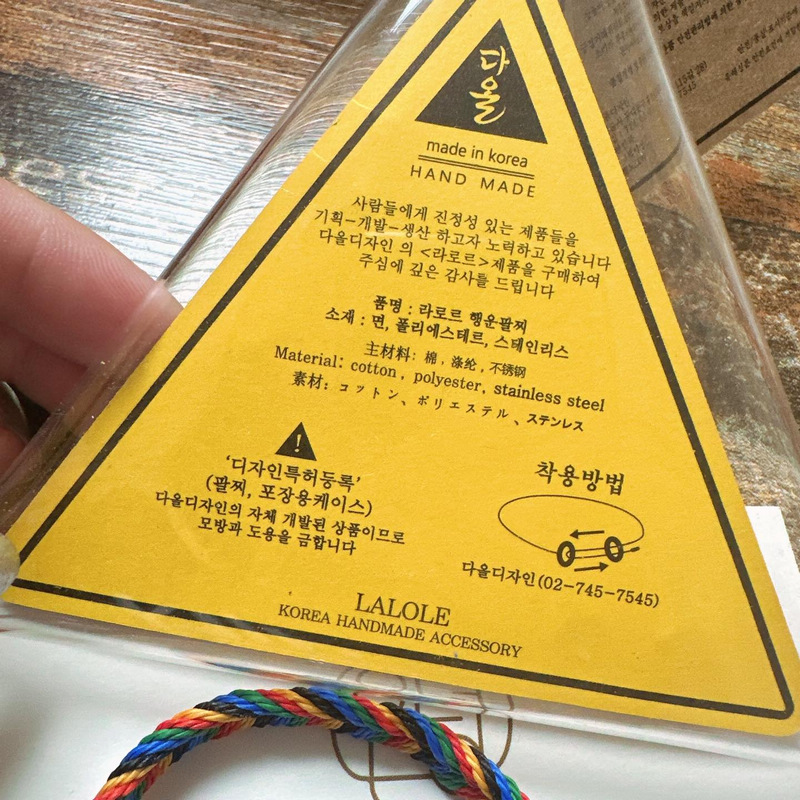 다올
made in korea
HAND MADE
사람들에게 진정성 있는 제품들을
기획-개발-생산 하고자 노력하고 있습니다
다올디자인 의 <라로르>제품을 구매하여
주심에 깊은 감사를 드립니다
품명 : 라로르 행운팔찌
소재 : 면, 폴리에스테르, 스테인리스
主材料: 棉, 涤纶, 不锈钢
Material: cotton, polyester, stainless steel
素材: コットン、ポリエステル、ステンレス
!
'디자인특허등록'
(팔찌, 포장용케이스)
다올디자인의 자체 개발된 상품이므로
모방과 도용을 금합니다
착용방법
다올디자인(02-745-7545)
LALOLE
KOREA HANDMADE ACCESSORY